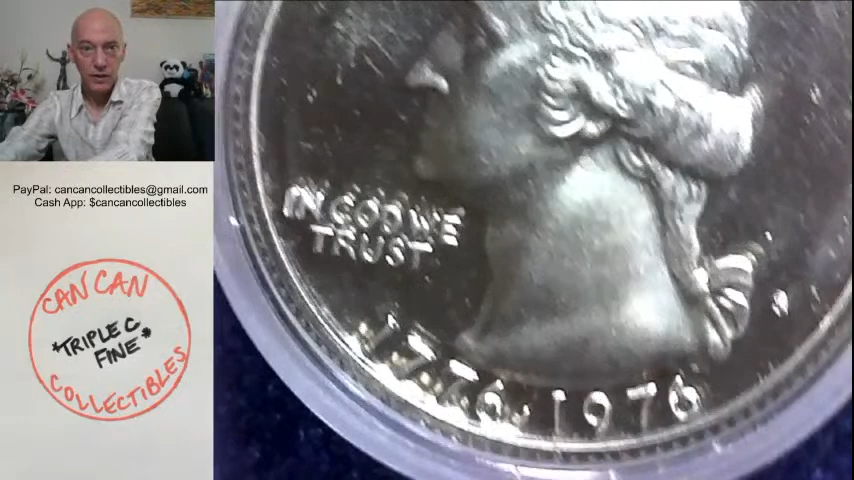 PayPal: cancancollectibles@gmail.com
Cash App: $cancancollectibles
CAN CAN
*TRIPLE C
FINE*
COLLECTIBLES
IN GOD WE
TRUST
1776-1976